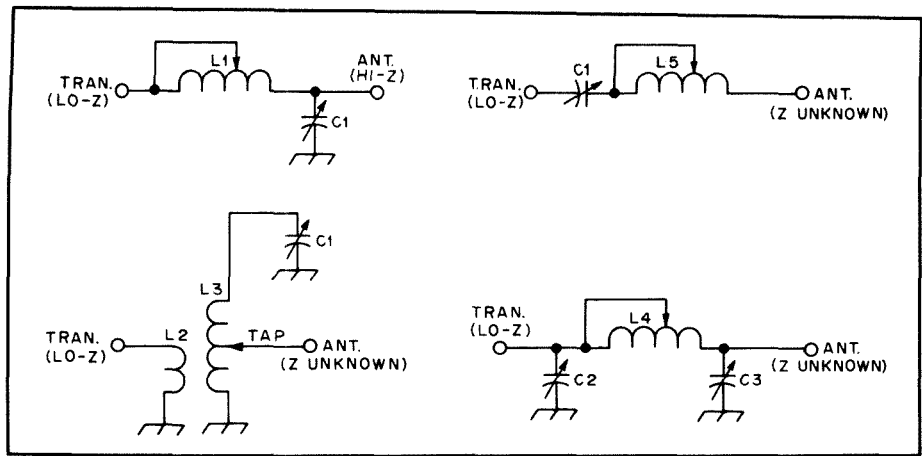 L1
TRAN.
(LO-Z)
ANT.
(HI-Z)
C1
TRAN.
(LO-Z)
C1
L5
ANT.
(Z UNKNOWN)
C1
L3
TRAN.
(LO-Z)
L2
TAP
ANT.
(Z UNKNOWN)
TRAN.
(LO-Z)
L4
C2
C3
ANT.
(Z UNKNOWN)